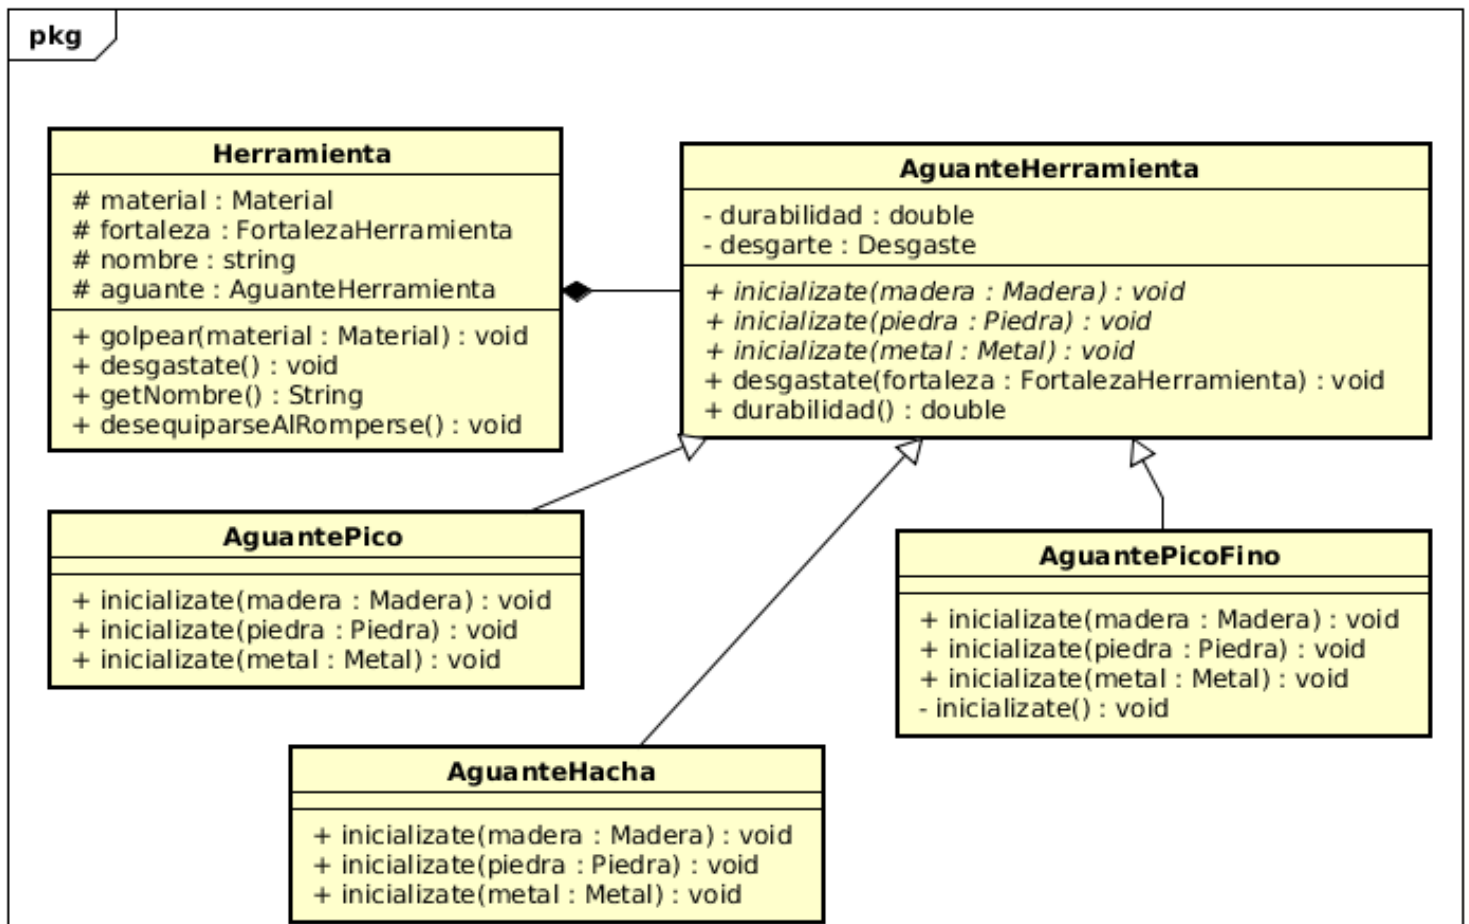 pkg
Herramienta
# material : Material
# fortaleza : FortalezaHerramienta
# nombre : string
# aguante : AguanteHerramienta
+ golpear(material : Material) : void
+ desgastate() : void
+ getNombre() : String
+ desequiparseAlRomperse() : void
AguanteHerramienta
- durabilidad : double
- desgarte : Desgaste
+ inicializate(madera : Madera) : void
+ inicializate(piedra : Piedra) : void
+ inicializate(metal : Metal) : void
+ desgastate(fortaleza : FortalezaHerramienta) : void
+ durabilidad() : double
AguantePico
+ inicializate(madera : Madera) : void
+ inicializate(piedra : Piedra) : void
+ inicializate(metal : Metal) : void
AguantePicoFino
+ inicializate(madera : Madera) : void
+ inicializate(piedra : Piedra) : void
+ inicializate(metal : Metal) : void
- inicializate() : void
AguanteHacha
+ inicializate(madera : Madera) : void
+ inicializate(piedra : Piedra) : void
+ inicializate(metal : Metal) : void